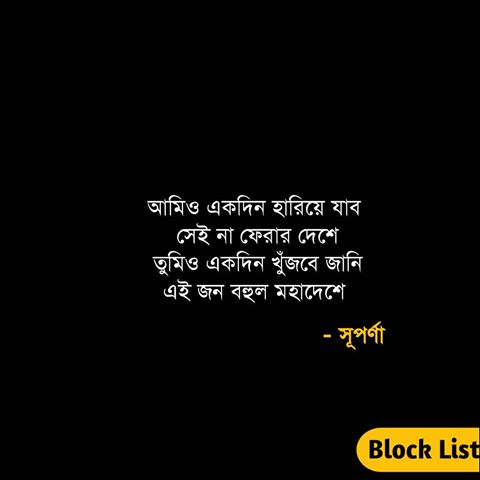 আমিও একদিন হারিয়ে যাব
সেই না ফেরার দেশে
তুমিও একদিন খুঁজবে জানি
এই জন বহুল মহাদেশে
- সূপর্ণা
Block List